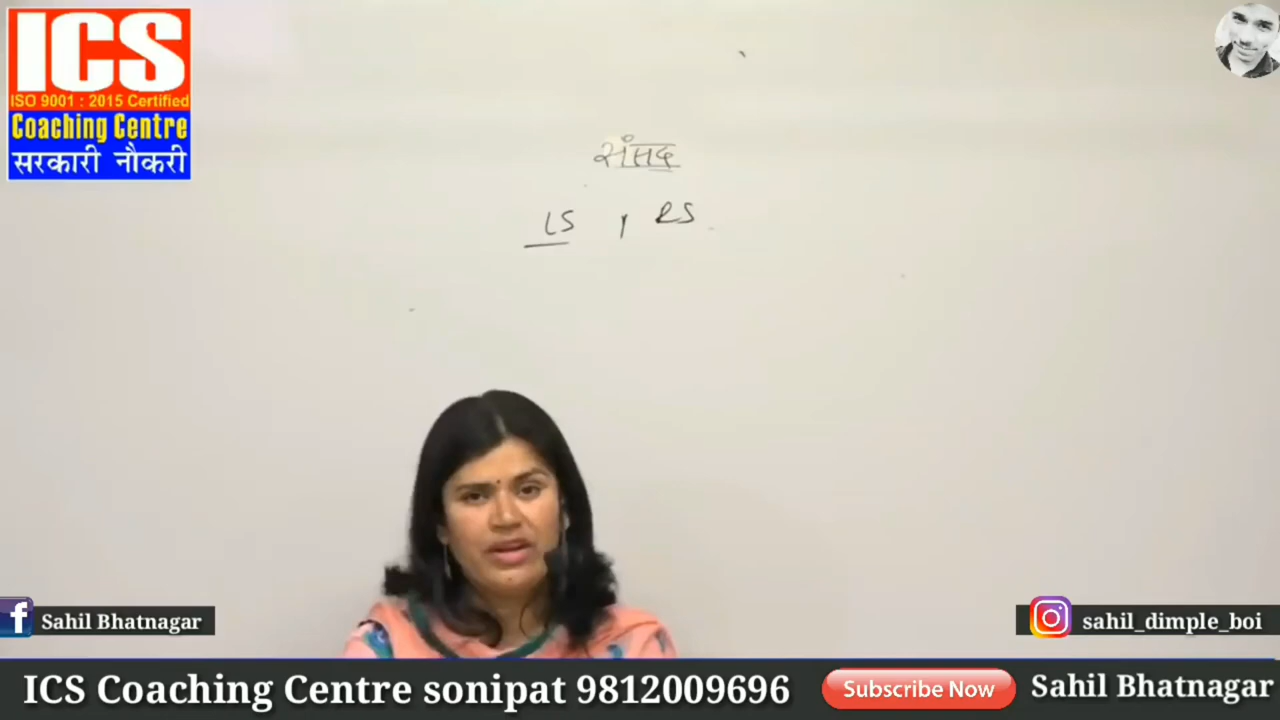 ICS
ISO 9001 : 2015 Certified
Coaching Centre
सरकारी नौकरी
संसद
LS , RS
Sahil Bhatnagar
sahil_dimple_boi
ICS Coaching Centre sonipat 9812009696
Subscribe Now
Sahil Bhatnagar